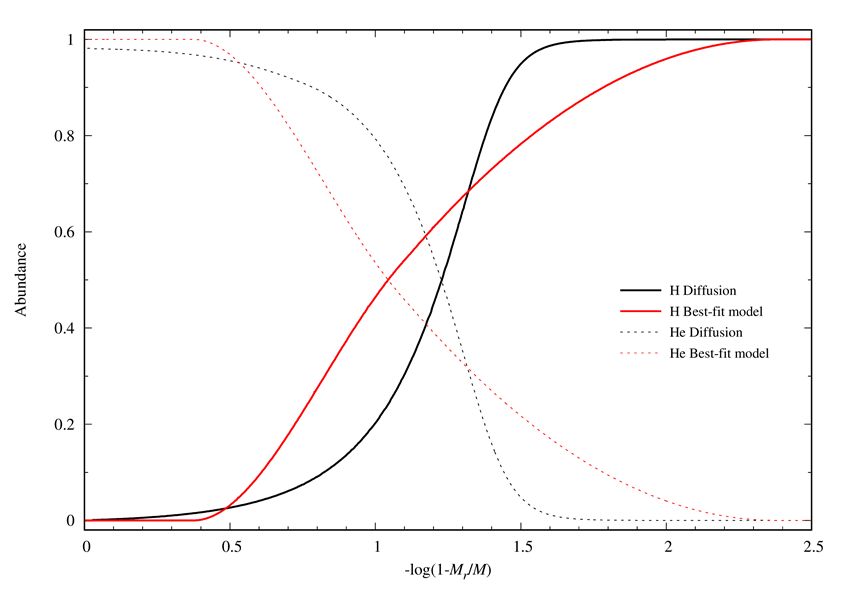 1
0.8
0.6
0.4
0.2
0
Abundance
H Diffusion
H Best-fit model
He Diffusion
He Best-fit model
0 0.5 1 1.5 2 2.5
-log(1-Mr/M)